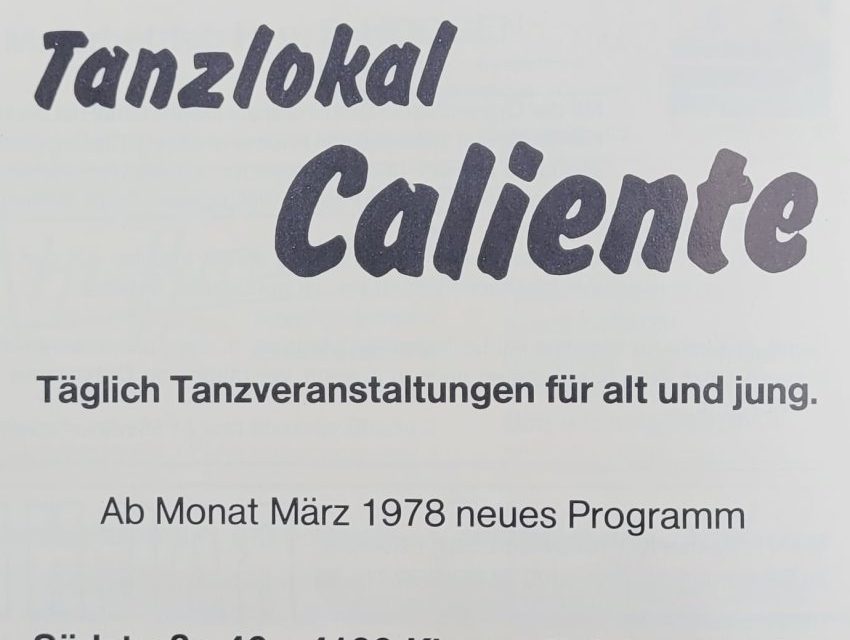 Tanzlokal
Caliente
Täglich Tanzveranstaltungen für alt und jung.
Ab Monat März 1978 neues Programm